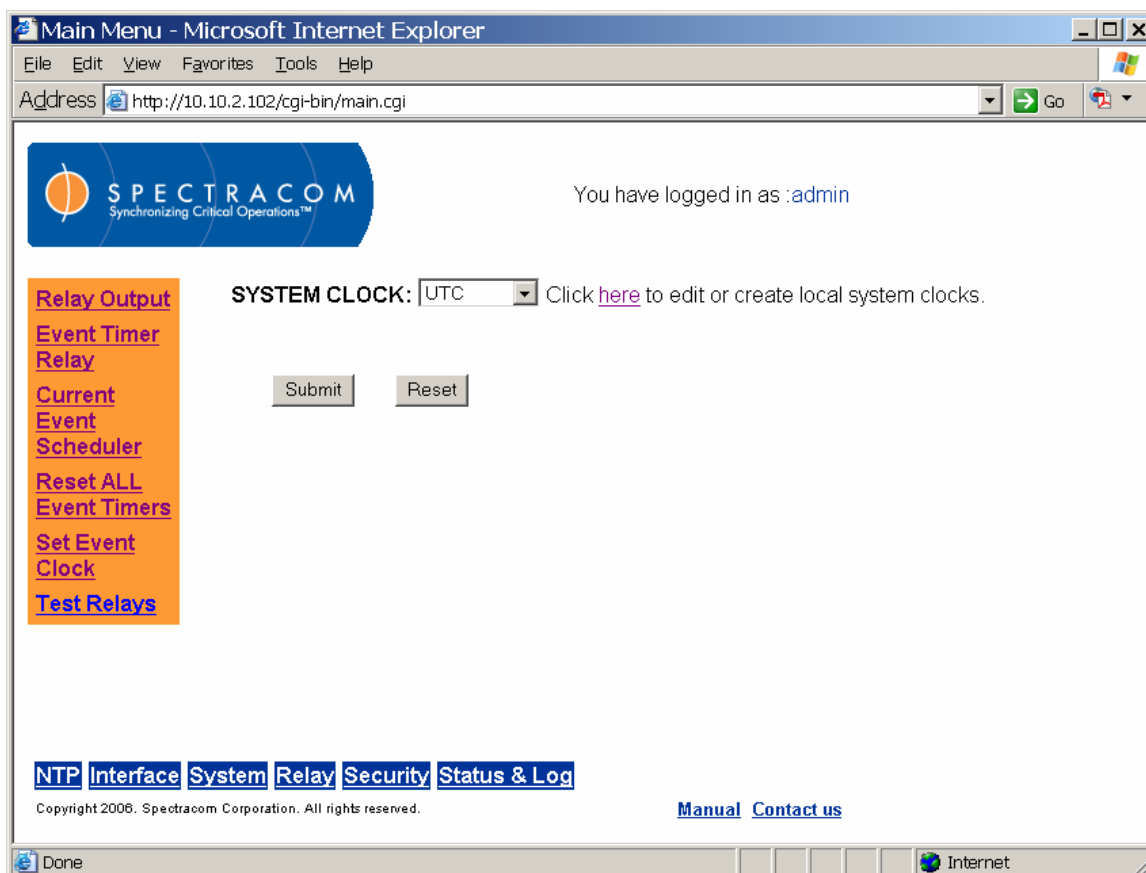 Main Menu - Microsoft Internet Explorer
File Edit View Favorites Tools Help
Address http://10.10.2.102/cgi-bin/main.cgi Go
SPECTRACOM
Synchronizing Critical Operations™
You have logged in as :admin
SYSTEM CLOCK: UTC Click here to edit or create local system clocks.
Submit Reset
Relay Output
Event Timer
Relay
Current
Event
Scheduler
Reset ALL
Event Timers
Set Event
Clock
Test Relays
NTP Interface System Relay Security Status & Log
Copyright 2006. Spectracom Corporation. All rights reserved.
Manual Contact us
Done Internet